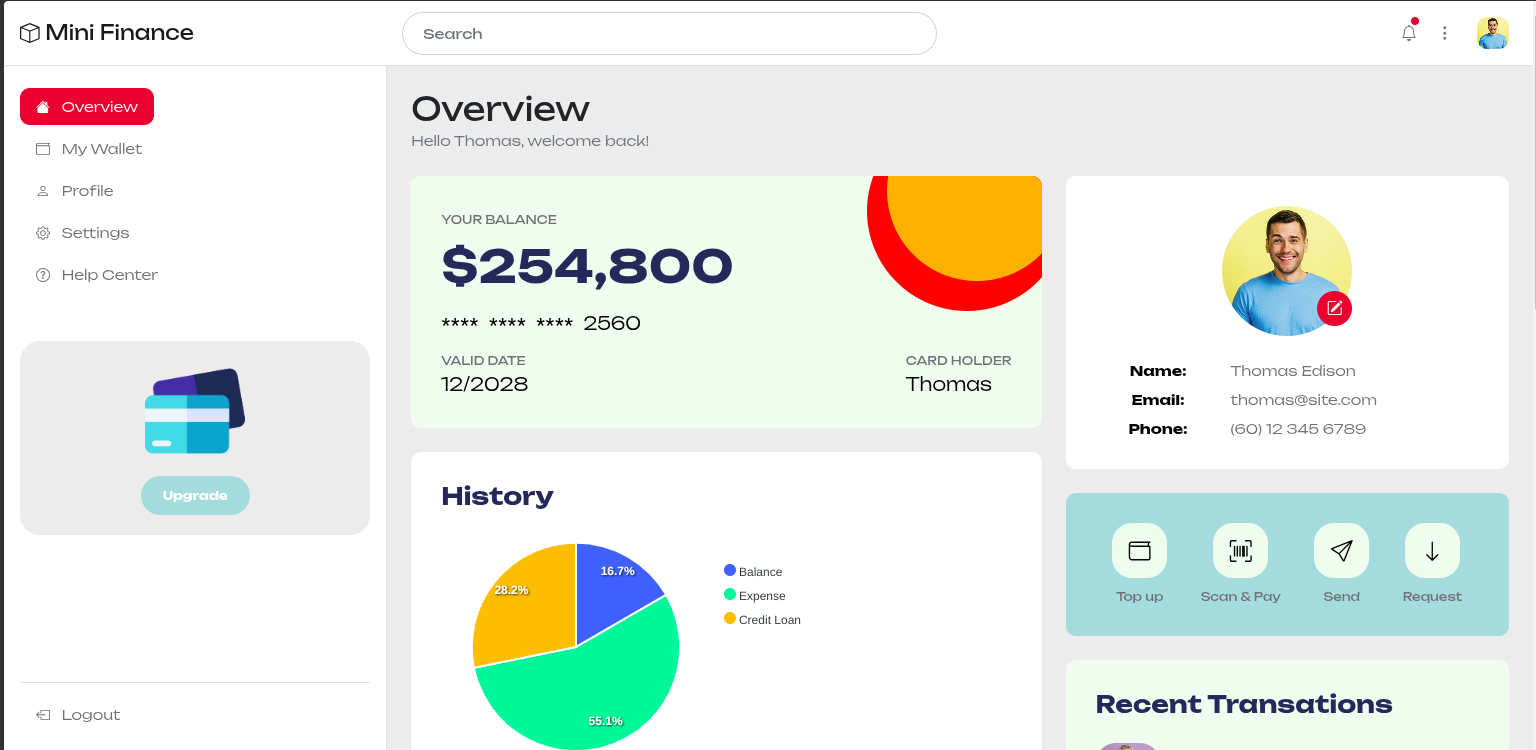 Mini Finance
Search
Overview
My Wallet
Profile
Settings
Help Center
Upgrade
Logout
Overview
Hello Thomas, welcome back!
YOUR BALANCE
$254,800
**** **** **** 2560
VALID DATE
12/2028
CARD HOLDER
Thomas
History
16.7%
28.2%
55.1%
Balance
Expense
Credit Loan
Name: Thomas Edison
Email: thomas@site.com
Phone: (60) 12 345 6789
Top up
Scan & Pay
Send
Request
Recent Transations